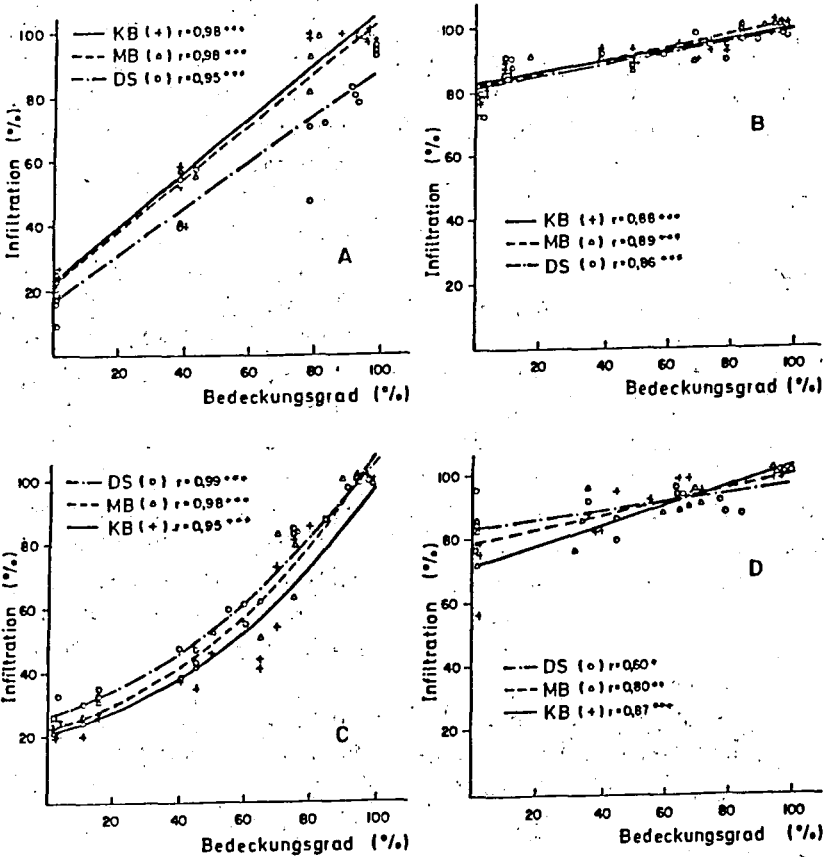 KB (+) r=0,98***
MB (▵) r=0,98***
DS (o) r=0,95***
100
80
60
40
20
Infiltration (%)
A
20 40 60 80 100
Bedeckungsgrad (%)
100
80
60
40
20
Infiltration (%)
B
KB (+) r=0,88***
MB (▵) r=0,89***
DS (o) r=0,86***
20 40 60 80 100
Bedeckungsgrad (%)
DS (o) r=0,99***
MB (▵) r=0,98***
KB (+) r=0,95***
100
80
60
40
20
Infiltration (%)
C
20 40 60 80 100
Bedeckungsgrad (%)
100
80
60
40
20
Infiltration (%)
D
DS (o) r=0,60*
MB (▵) r=0,80**
KB (+) r=0,87***
20 40 60 80 100
Bedeckungsgrad (%)